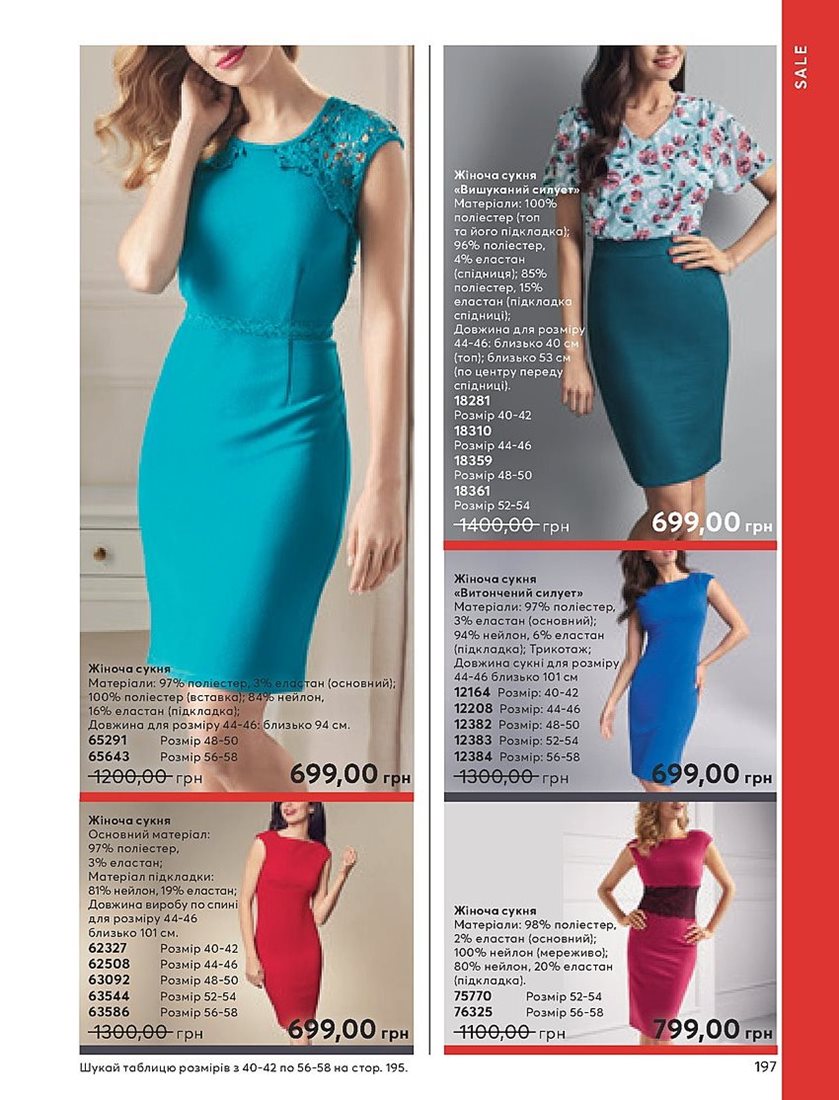 SALE
Жіноча сукня
Матеріали: 97% поліестер, 3% еластан (основний);
100% поліестер (вставка); 84% нейлон,
16% еластан (підкладка);
Довжина для розміру 44-46: близько 94 см.
65291 Розмір 48-50
65643 Розмір 56-58
1200,00 грн 699,00 грн
Жіноча сукня
Основний матеріал:
97% поліестер,
3% еластан;
Матеріал підкладки:
81% нейлон, 19% еластан;
Довжина виробу по спині
для розміру 44-46
близько 101 см.
62327 Розмір 40-42
62508 Розмір 44-46
63092 Розмір 48-50
63544 Розмір 52-54
63586 Розмір 56-58
1300,00 грн 699,00 грн
Жіноча сукня
«Вишуканий силует»
Матеріали: 100%
поліестер (топ
та його підкладка);
96% поліестер,
4% еластан
(спідниця); 85%
поліестер, 15%
еластан (підкладка
спідниці);
Довжина для розміру
44-46: близько 40 см
(топ); близько 53 см
(по центру переду
спідниці).
18281
Розмір 40-42
18310
Розмір 44-46
18359
Розмір 48-50
18361
Розмір 52-54
1400,00 грн 699,00 грн
Жіноча сукня
«Витончений силует»
Матеріали: 97% поліестер,
3% еластан (основний);
94% нейлон, 6% еластан
(підкладка); Трикотаж;
Довжина сукні для розміру
44-46 близько 101 см
12164 Розмір: 40-42
12208 Розмір: 44-46
12382 Розмір: 48-50
12383 Розмір: 52-54
12384 Розмір: 56-58
1300,00 грн 699,00 грн
Жіноча сукня
Матеріали: 98% поліестер,
2% еластан (основний);
100% нейлон (мереживо);
80% нейлон, 20% еластан
(підкладка).
75770 Розмір 52-54
76325 Розмір 56-58
1100,00 грн 799,00 грн
Шукай таблицю розмірів з 40-42 по 56-58 на стор. 195.
197